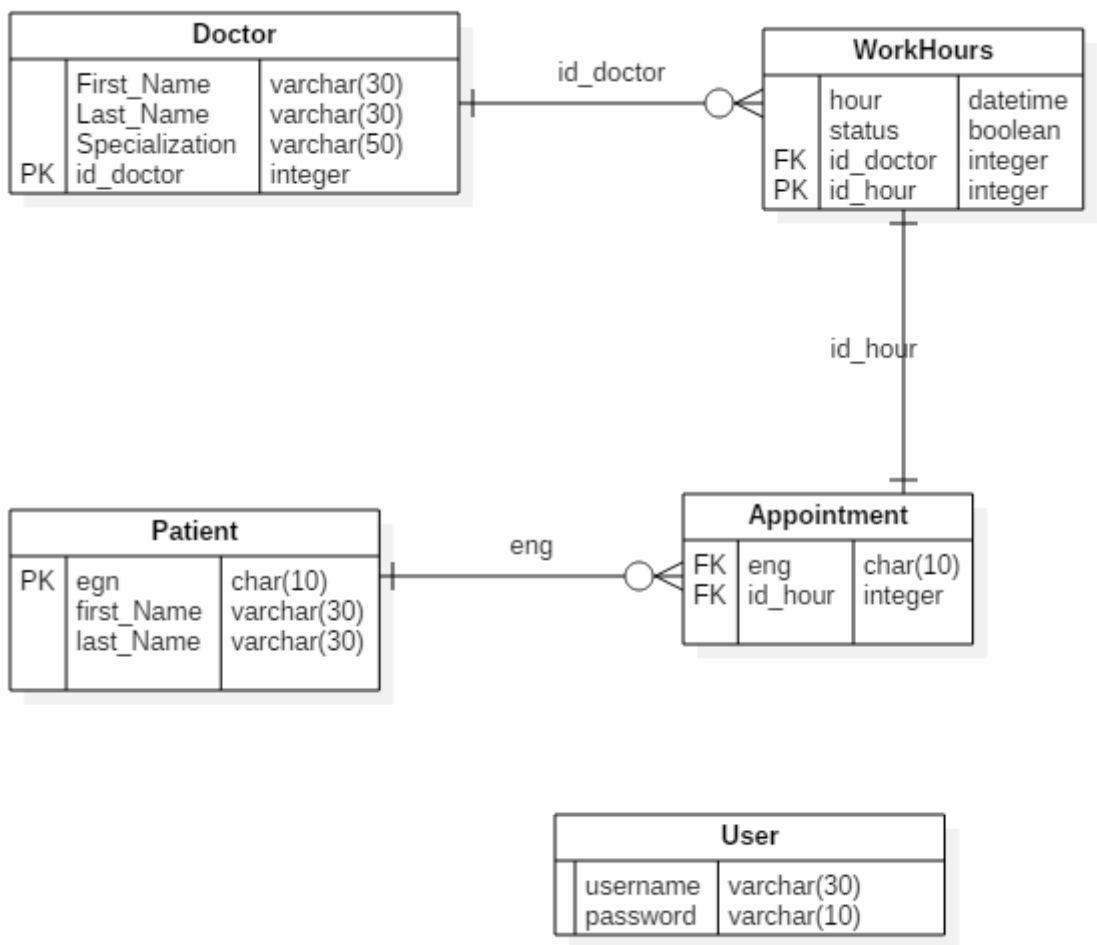 Doctor
First_Name varchar(30)
Last_Name varchar(30)
Specialization varchar(50)
PK id_doctor integer
id_doctor
WorkHours
hour datetime
status boolean
FK id_doctor integer
PK id_hour integer
id_hour
Patient
PK egn char(10)
first_Name varchar(30)
last_Name varchar(30)
eng
Appointment
FK eng char(10)
FK id_hour integer
User
username varchar(30)
password varchar(10)